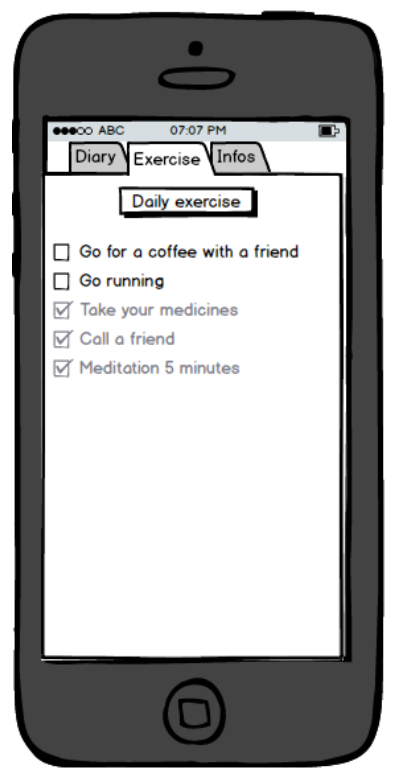 ABC 07:07 PM
Diary Exercise Infos
Daily exercise
Go for a coffee with a friend
Go running
Take your medicines
Call a friend
Meditation 5 minutes